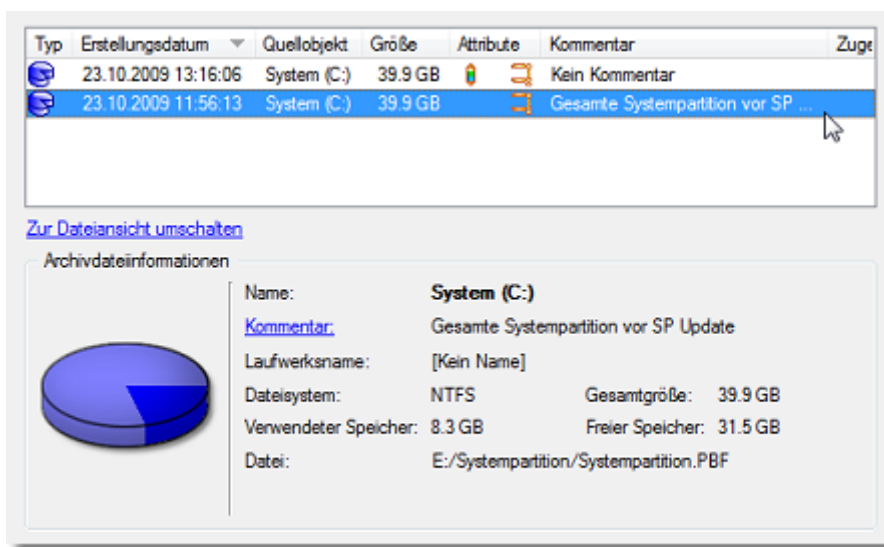 Typ Erstellungsdatum Quellobjekt Größe Attribute Kommentar
23.10.2009 13:16:06 System (C:) 39.9 GB Kein Kommentar
23.10.2009 11:56:13 System (C:) 39.9 GB Gesamte Systempartition vor SP ...
Zur Dateiansicht umschalten
Archivdateiinformationen
Name: System (C:)
Kommentar: Gesamte Systempartition vor SP Update
Laufwerksname: [Kein Name]
Dateisystem: NTFS Gesamtgröße: 39.9 GB
Verwendeter Speicher: 8.3 GB Freier Speicher: 31.5 GB
Datei: E:/Systempartition/Systempartition.PBF